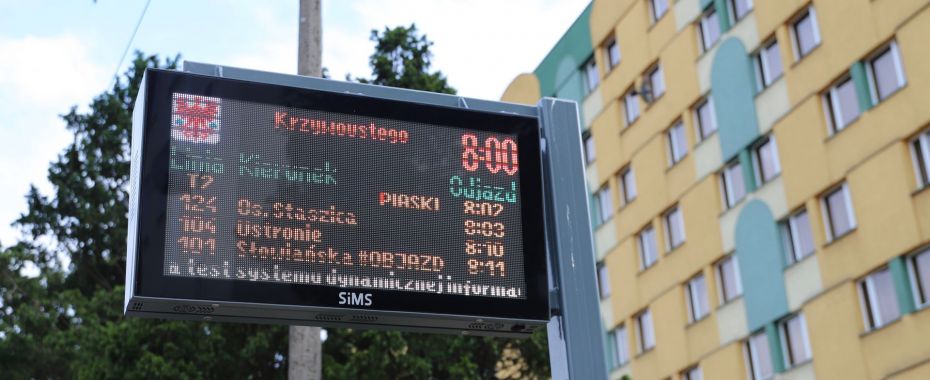 Krzywoustego 8:00
Linia Kierunek Odjazd
T2 PIASKI 8:02
124 Os. Staszica 8:03
104 Ustronie 8:10
101 Słowiańska #OBJAZD 8:11
a test systemu dynamicznej informa
SiMS